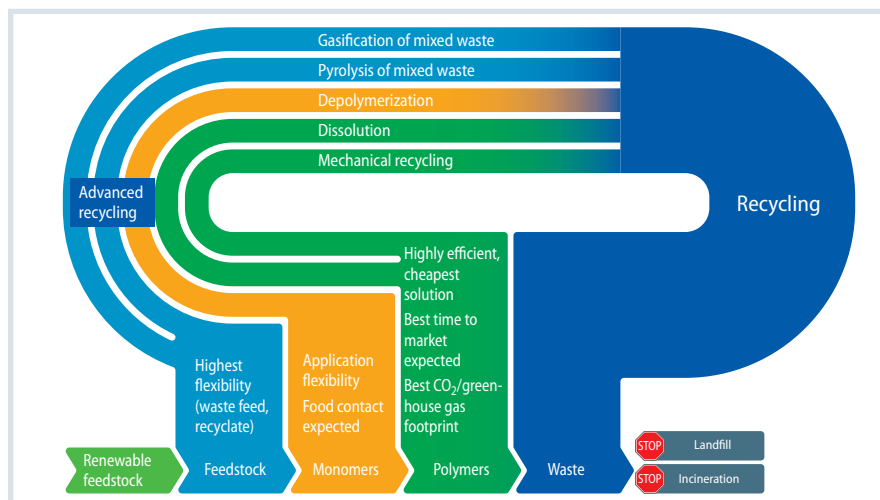 Gasification of mixed waste
Pyrolysis of mixed waste
Depolymerization
Dissolution
Mechanical recycling
Advanced
recycling
Recycling
Highly efficient,
cheapest
solution
Best time to
market
expected
Best CO₂/green-
house gas
footprint
Application
flexibility
Food contact
expected
Highest
flexibility
(waste feed,
recyclate)
Renewable
feedstock
Feedstock
Monomers
Polymers
Waste
STOP
Landfill
STOP
Incineration